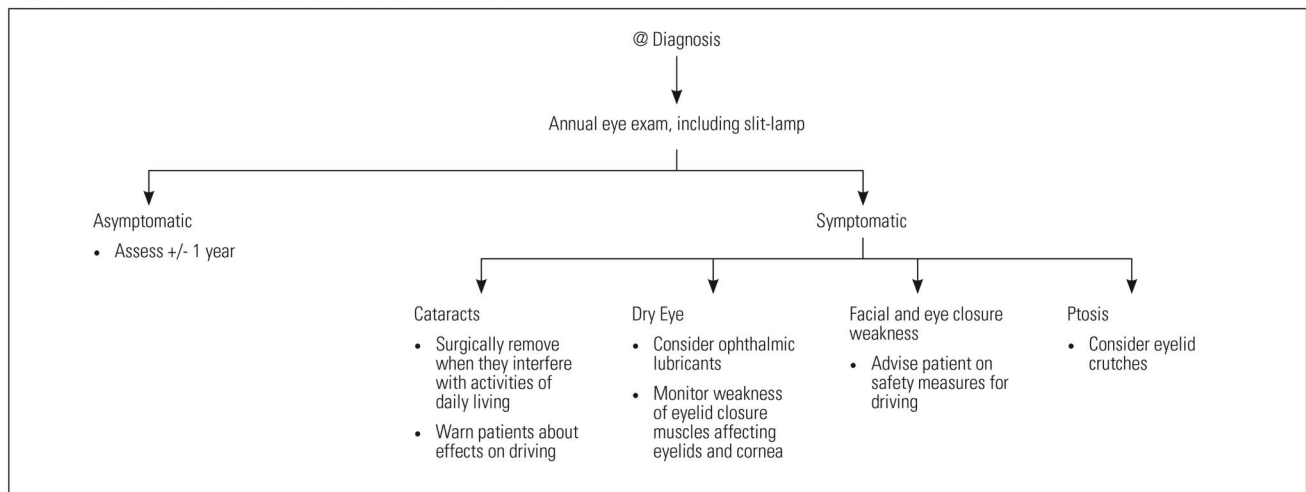 @ Diagnosis
Annual eye exam, including slit-lamp
Asymptomatic
• Assess +/- 1 year
Symptomatic
Cataracts
• Surgically remove
when they interfere
with activities of
daily living
• Warn patients about
effects on driving
Dry Eye
• Consider ophthalmic
lubricants
• Monitor weakness
of eyelid closure
muscles affecting
eyelids and cornea
Facial and eye closure
weakness
• Advise patient on
safety measures for
driving
Ptosis
• Consider eyelid
crutches